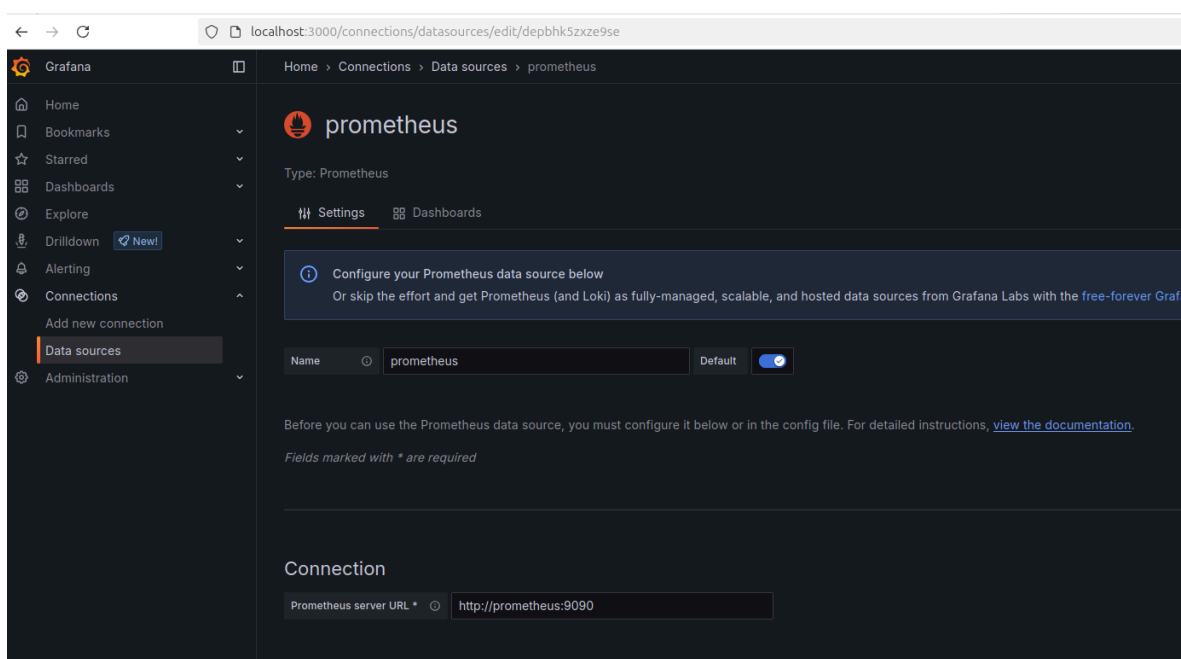 localhost:3000/connections/datasources/edit/depbhk5zxze9se
Grafana
Home › Connections › Data sources › prometheus
Home
Bookmarks
Starred
Dashboards
Explore
Drilldown New!
Alerting
Connections
Add new connection
Data sources
Administration
prometheus
Type: Prometheus
Settings Dashboards
Configure your Prometheus data source below
Or skip the effort and get Prometheus (and Loki) as fully-managed, scalable, and hosted data sources from Grafana Labs with the free-forever Graf
Name prometheus Default
Before you can use the Prometheus data source, you must configure it below or in the config file. For detailed instructions, view the documentation.
Fields marked with * are required
Connection
Prometheus server URL * http://prometheus:9090